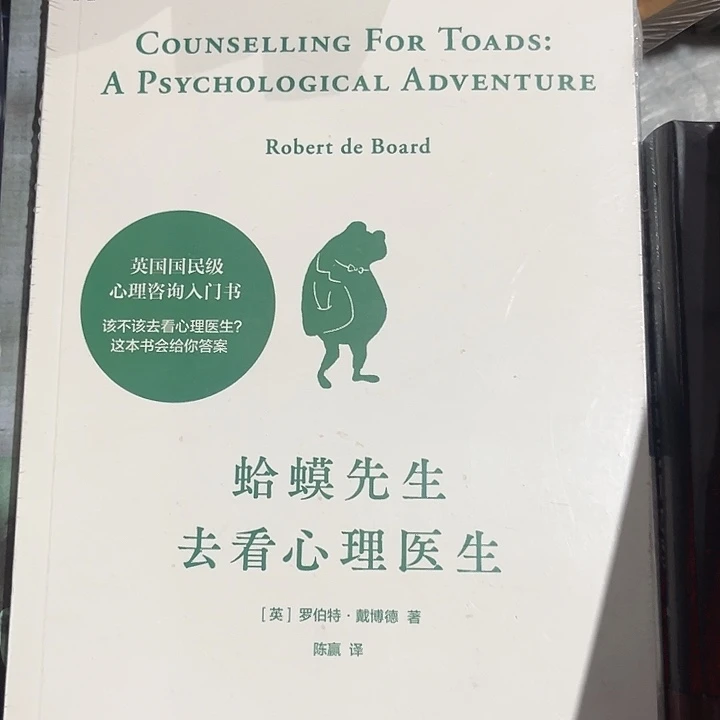 COUNSELLING FOR TOADS:
A PSYCHOLOGICAL ADVENTURE
Robert de Board
英国国民级
心理咨询入门书
该不该去看心理医生?
这本书会给你答案
蛤蟆先生
去看心理医生
[英] 罗伯特·戴博德 著
陈赢 译